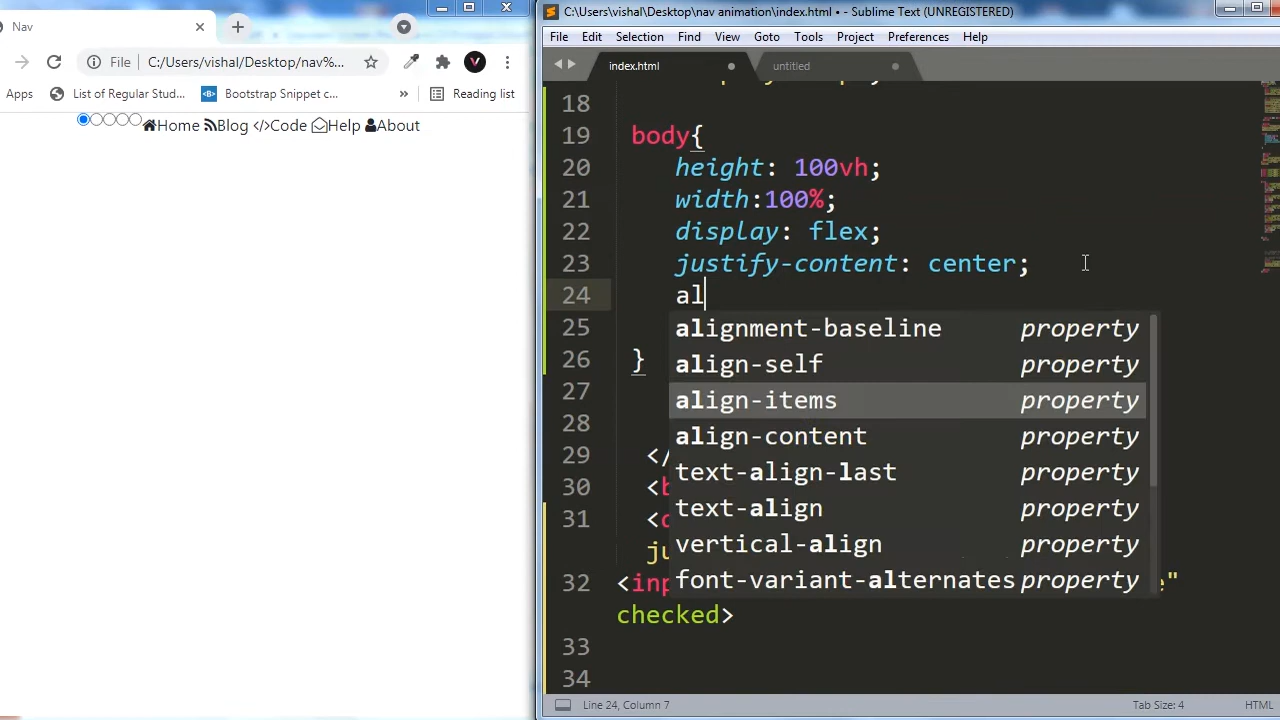 Nav
File C:/Users/vishal/Desktop/nav%...
Apps List of Regular Stud... Bootstrap Snippet c... » Reading list
Home Blog </>Code Help About
C:\Users\vishal\Desktop\nav animation\index.html • - Sublime Text (UNREGISTERED)
File Edit Selection Find View Goto Tools Project Preferences Help
index.html untitled
18
19 body{
20 height: 100vh;
21 width:100%;
22 display: flex;
23 justify-content: center;
24 al
25 alignment-baseline property
align-self property
26 }
27 align-items property
28 align-content property
29 </
text-align-last property
30 <b
31 <d
text-align property
ju
vertical-align property
32 <inp
font-variant-alternates property
e"
checked>
33
34
Line 24, Column 7 Tab Size: 4 HTML